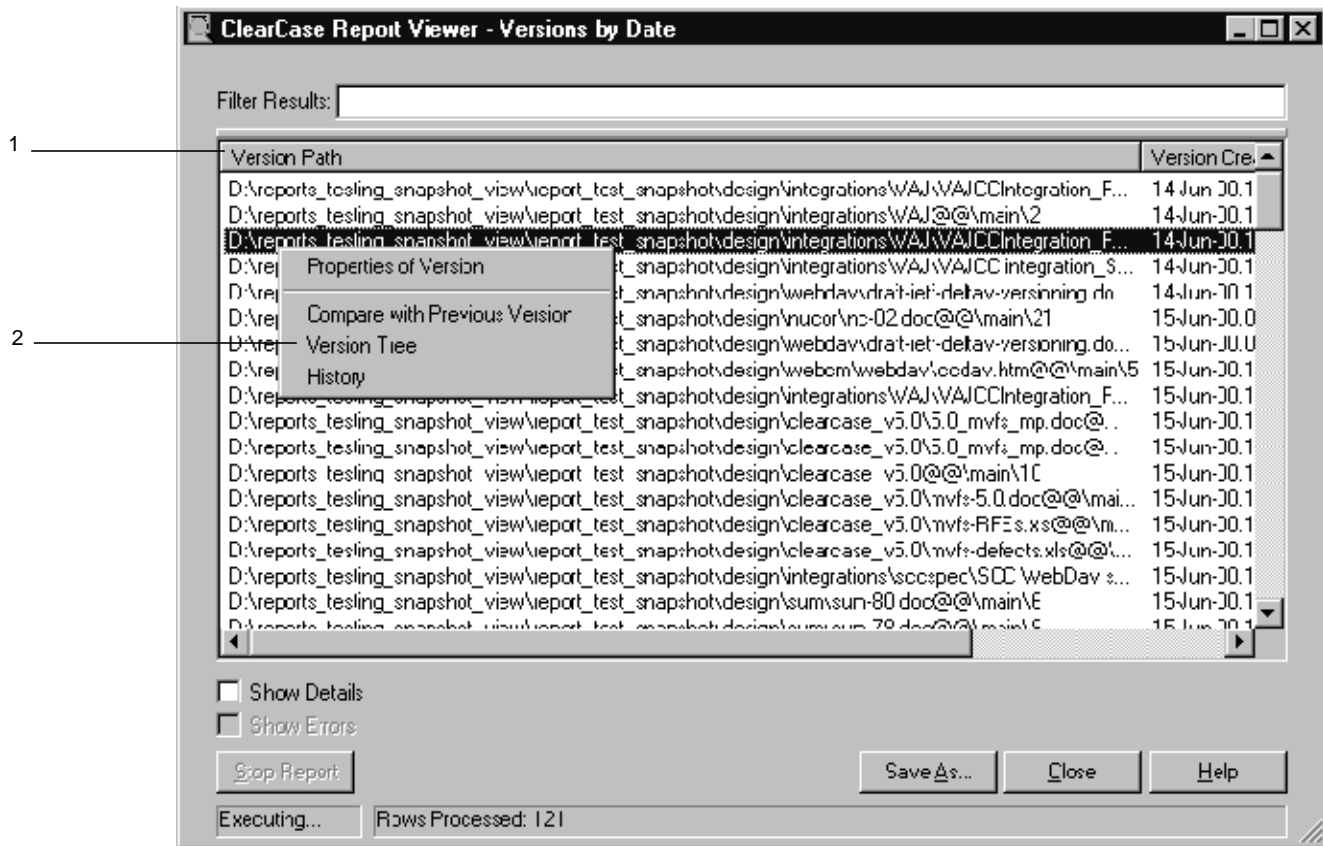 ClearCase Report Viewer - Versions by Date
Filter Results:
1
Version Path Version Cre
D:\reports_testing_snapshot_view\report_test_snapshot\design\integrations\VAJ\VAJCCIntegration_F... 14-Jun-00.1
D:\reports_testing_snapshot_view\report_test_snapshot\design\integrations\VAJ@@\main\2 14-Jun-00.1
D:\reports_testing_snapshot_view\report_test_snapshot\design\integrations\VAJ\VAJCCIntegration_F... 14-Jun-00.1
D:\rep t_snapshot\design\integrations\VAJ\VAJCC integration_S... 14-Jun-00.1
Properties of Version
D:\rep t_snapshot\design\webdav\draft-ietf-deltav-versioning.do 14-Jun-00.1
D:\rep t_snapshot\design\nucor\nc-02.doc@@\main\21 15-Jun-00.0
Compare with Previous Version
2
D:\rep t_snapshot\design\webdav\draft-ietf-deltav-versioning.do... 15-Jun-00.0
Version Tree
D:\rep t_snapshot\design\webcm\webdav\ccdav.htm@@\main\5 15-Jun-00.1
History
D:\reports_testing_snapshot_view\report_test_snapshot\design\integrations\VAJ\VAJCCIntegration_F... 15-Jun-00.1
D:\reports_testing_snapshot_view\report_test_snapshot\design\clearcase_v5.0\5.0_mvfs_mp.doc@... 15-Jun-00.1
D:\reports_testing_snapshot_view\report_test_snapshot\design\clearcase_v5.0\5.0_mvfs_mp.doc@... 15-Jun-00.1
D:\reports_testing_snapshot_view\report_test_snapshot\design\clearcase_v5.0@@\main\10 15-Jun-00.1
D:\reports_testing_snapshot_view\report_test_snapshot\design\clearcase_v5.0\mvfs-5.0.doc@@\mai... 15-Jun-00.1
D:\reports_testing_snapshot_view\report_test_snapshot\design\clearcase_v5.0\mvfs-RFEs.xls@@\m... 15-Jun-00.1
D:\reports_testing_snapshot_view\report_test_snapshot\design\clearcase_v5.0\mvfs-defects.xls@@\... 15-Jun-00.1
D:\reports_testing_snapshot_view\report_test_snapshot\design\integrations\sccspec\SCC WebDav s... 15-Jun-00.1
D:\reports_testing_snapshot_view\report_test_snapshot\design\sum\sum-80.doc@@\main\6 15-Jun-00.1
Show Details
Show Errors
Stop Report Save As... Close Help
Executing... Rows Processed: 121